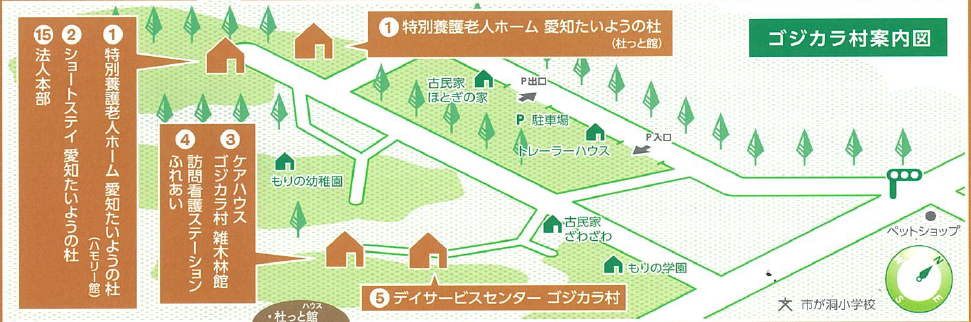 ゴジカラ村案内図
① 特別養護老人ホーム 愛知たいようの杜
(杜っと館)
① 特別養護老人ホーム 愛知たいようの杜
(ハモリー館)
② ショートステイ 愛知たいようの杜
⑮ 法人本部
③ ケアハウス
ゴジカラ村 雑木林館
④ 訪問看護ステーション
ふれあい
古民家
ほとぎの家
P出口
P 駐車場
トレーラーハウス
P入口
もりの幼稚園
古民家
ざわざわ
もりの学園
⑤ デイサービスセンター ゴジカラ村
ペットショップ
N
E
S
文 市が洞小学校
ハウス
・杜っと館